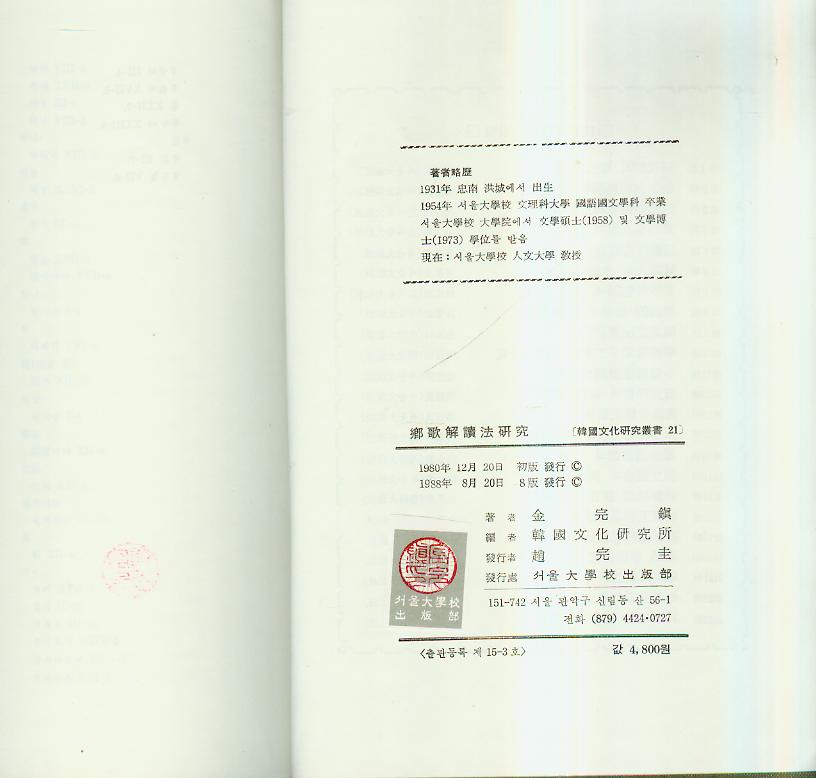 著者略歷
1931年 忠南 洪城에서 出生
1954年 서울大學校 文理科大學 國語國文學科 卒業
서울大學校 大學院에서 文學碩士(1958) 및 文學博
士(1973) 學位를 받음
現在: 서울大學校 人文大學 敎授
鄕歌解讀法硏究 〔韓國文化硏究叢書 21〕
1980年 12月 20日 初版 發行 ©
1988年 8月 20日 8版 發行 ©
著 者 金 完 鎭
編 者 韓國文化硏究所
發行者 趙 完 圭
發行處 서울大學校出版部
서울大學校
出版部
151-742 서울 관악구 신림동 산 56-1
전화 (879) 4424·0727
〈출판등록 제 15-3호〉 값 4,800원